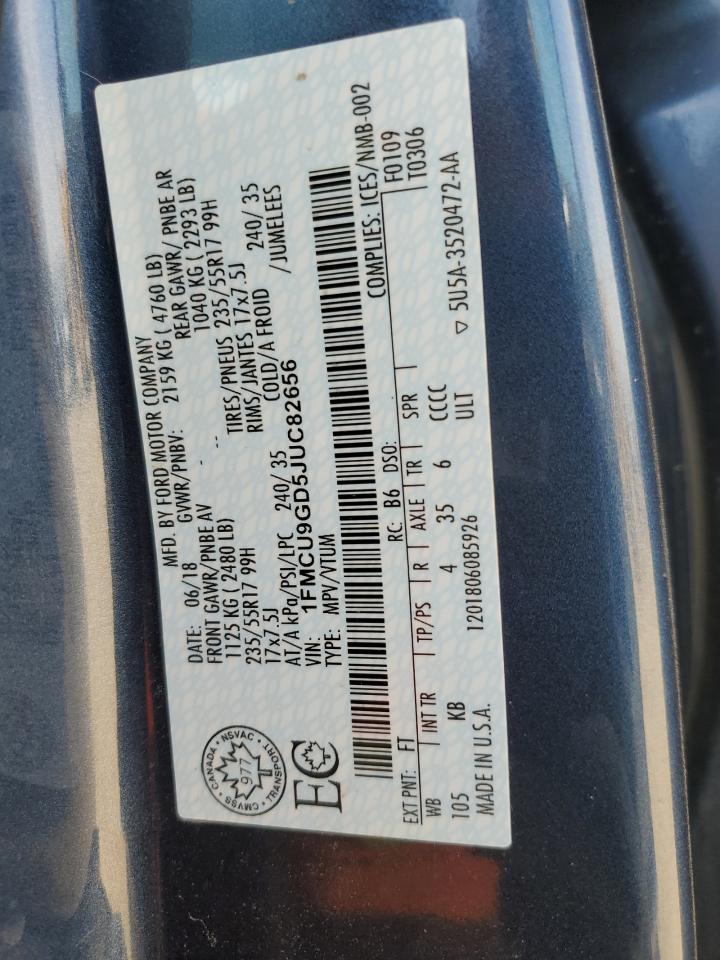 MFD. BY FORD MOTOR COMPANY
DATE: 06/18 GVWR/PNBV: 2159 KG ( 4760 LB)
FRONT GAWR/PNBE AV REAR GAWR/ PNBE AR
1125 KG ( 2480 LB) -- 1040 KG ( 2293 LB)
235/55R17 99H TIRES/PNEUS 235/55R17 99H
17x7.5J RIMS/JANTES 17x7.5J
AT/A kPa/PSI/LPC 240/ 35 COLD/A FROID 240/ 35
VIN: 1FMCU9GD5JUC82656 /JUMELEES
TYPE: MPV/VTUM
CANADA · NSVAC · TRANSPORT · CMVSS
977
EC
COMPLIES: ICES/NMB-002
EXT PNT: FT RC: B6 DSO: F0109
WB INT TR TP/PS R AXLE TR SPR T0306
105 KB 4 35 6 CCCC
ULT
MADE IN U.S.A. 1201806085926 ▽ 5U5A-3520472-AA